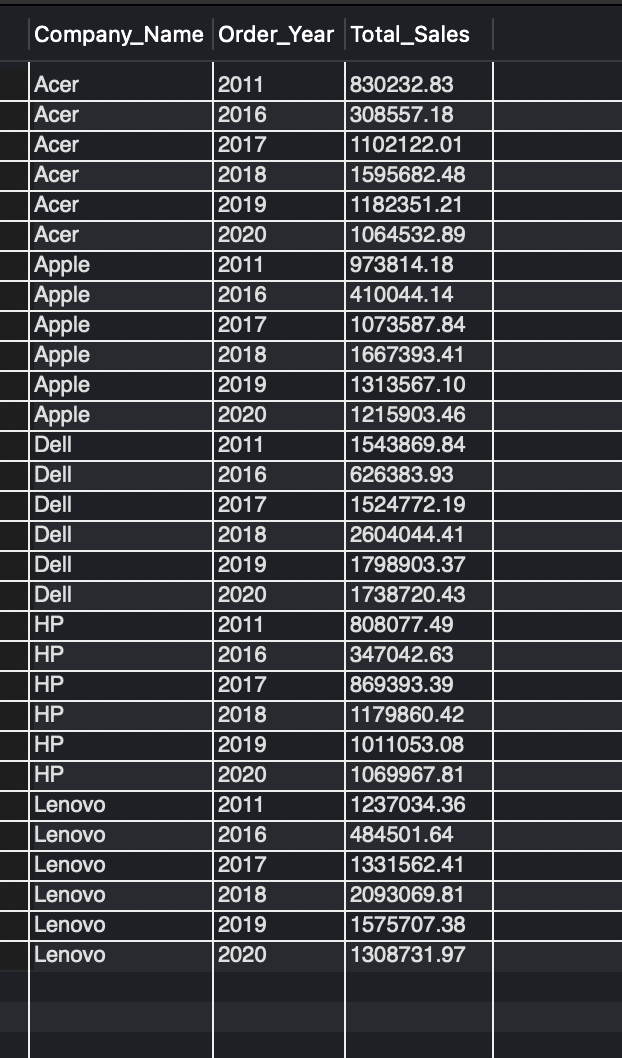 Company_Name Order_Year Total_Sales
Acer 2011 830232.83
Acer 2016 308557.18
Acer 2017 1102122.01
Acer 2018 1595682.48
Acer 2019 1182351.21
Acer 2020 1064532.89
Apple 2011 973814.18
Apple 2016 410044.14
Apple 2017 1073587.84
Apple 2018 1667393.41
Apple 2019 1313567.10
Apple 2020 1215903.46
Dell 2011 1543869.84
Dell 2016 626383.93
Dell 2017 1524772.19
Dell 2018 2604044.41
Dell 2019 1798903.37
Dell 2020 1738720.43
HP 2011 808077.49
HP 2016 347042.63
HP 2017 869393.39
HP 2018 1179860.42
HP 2019 1011053.08
HP 2020 1069967.81
Lenovo 2011 1237034.36
Lenovo 2016 484501.64
Lenovo 2017 1331562.41
Lenovo 2018 2093069.81
Lenovo 2019 1575707.38
Lenovo 2020 1308731.97